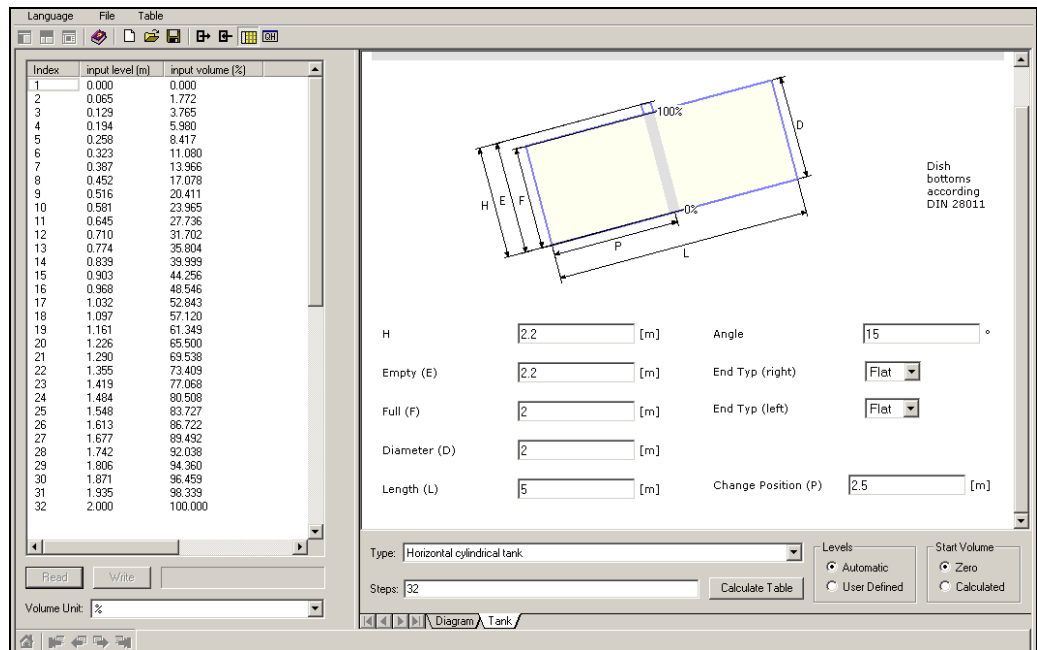 Language File Table
QH
Index input level (m) input volume (%)
1 0.000 0.000
2 0.065 1.772
3 0.129 3.765
4 0.194 5.980
5 0.258 8.417
6 0.323 11.080
7 0.387 13.966
8 0.452 17.078
9 0.516 20.411
10 0.581 23.965
11 0.645 27.736
12 0.710 31.702
13 0.774 35.804
14 0.839 39.999
15 0.903 44.256
16 0.968 48.546
17 1.032 52.843
18 1.097 57.120
19 1.161 61.349
20 1.226 65.500
21 1.290 69.538
22 1.355 73.409
23 1.419 77.068
24 1.484 80.508
25 1.548 83.727
26 1.613 86.722
27 1.677 89.492
28 1.742 92.038
29 1.806 94.360
30 1.871 96.459
31 1.935 98.339
32 2.000 100.000
Read Write
Volume Unit: %
100%
D
H E F
0%
P
L
Dish
bottoms
according
DIN 28011
H 2.2 [m] Angle 15 °
Empty (E) 2.2 [m] End Typ (right) Flat
Full (F) 2 [m] End Typ (left) Flat
Diameter (D) 2 [m]
Length (L) 5 [m] Change Position (P) 2.5 [m]
Type: Horizontal cylindrical tank
Steps: 32 Calculate Table
Levels
Automatic
User Defined
Start Volume
Zero
Calculated
Diagram Tank